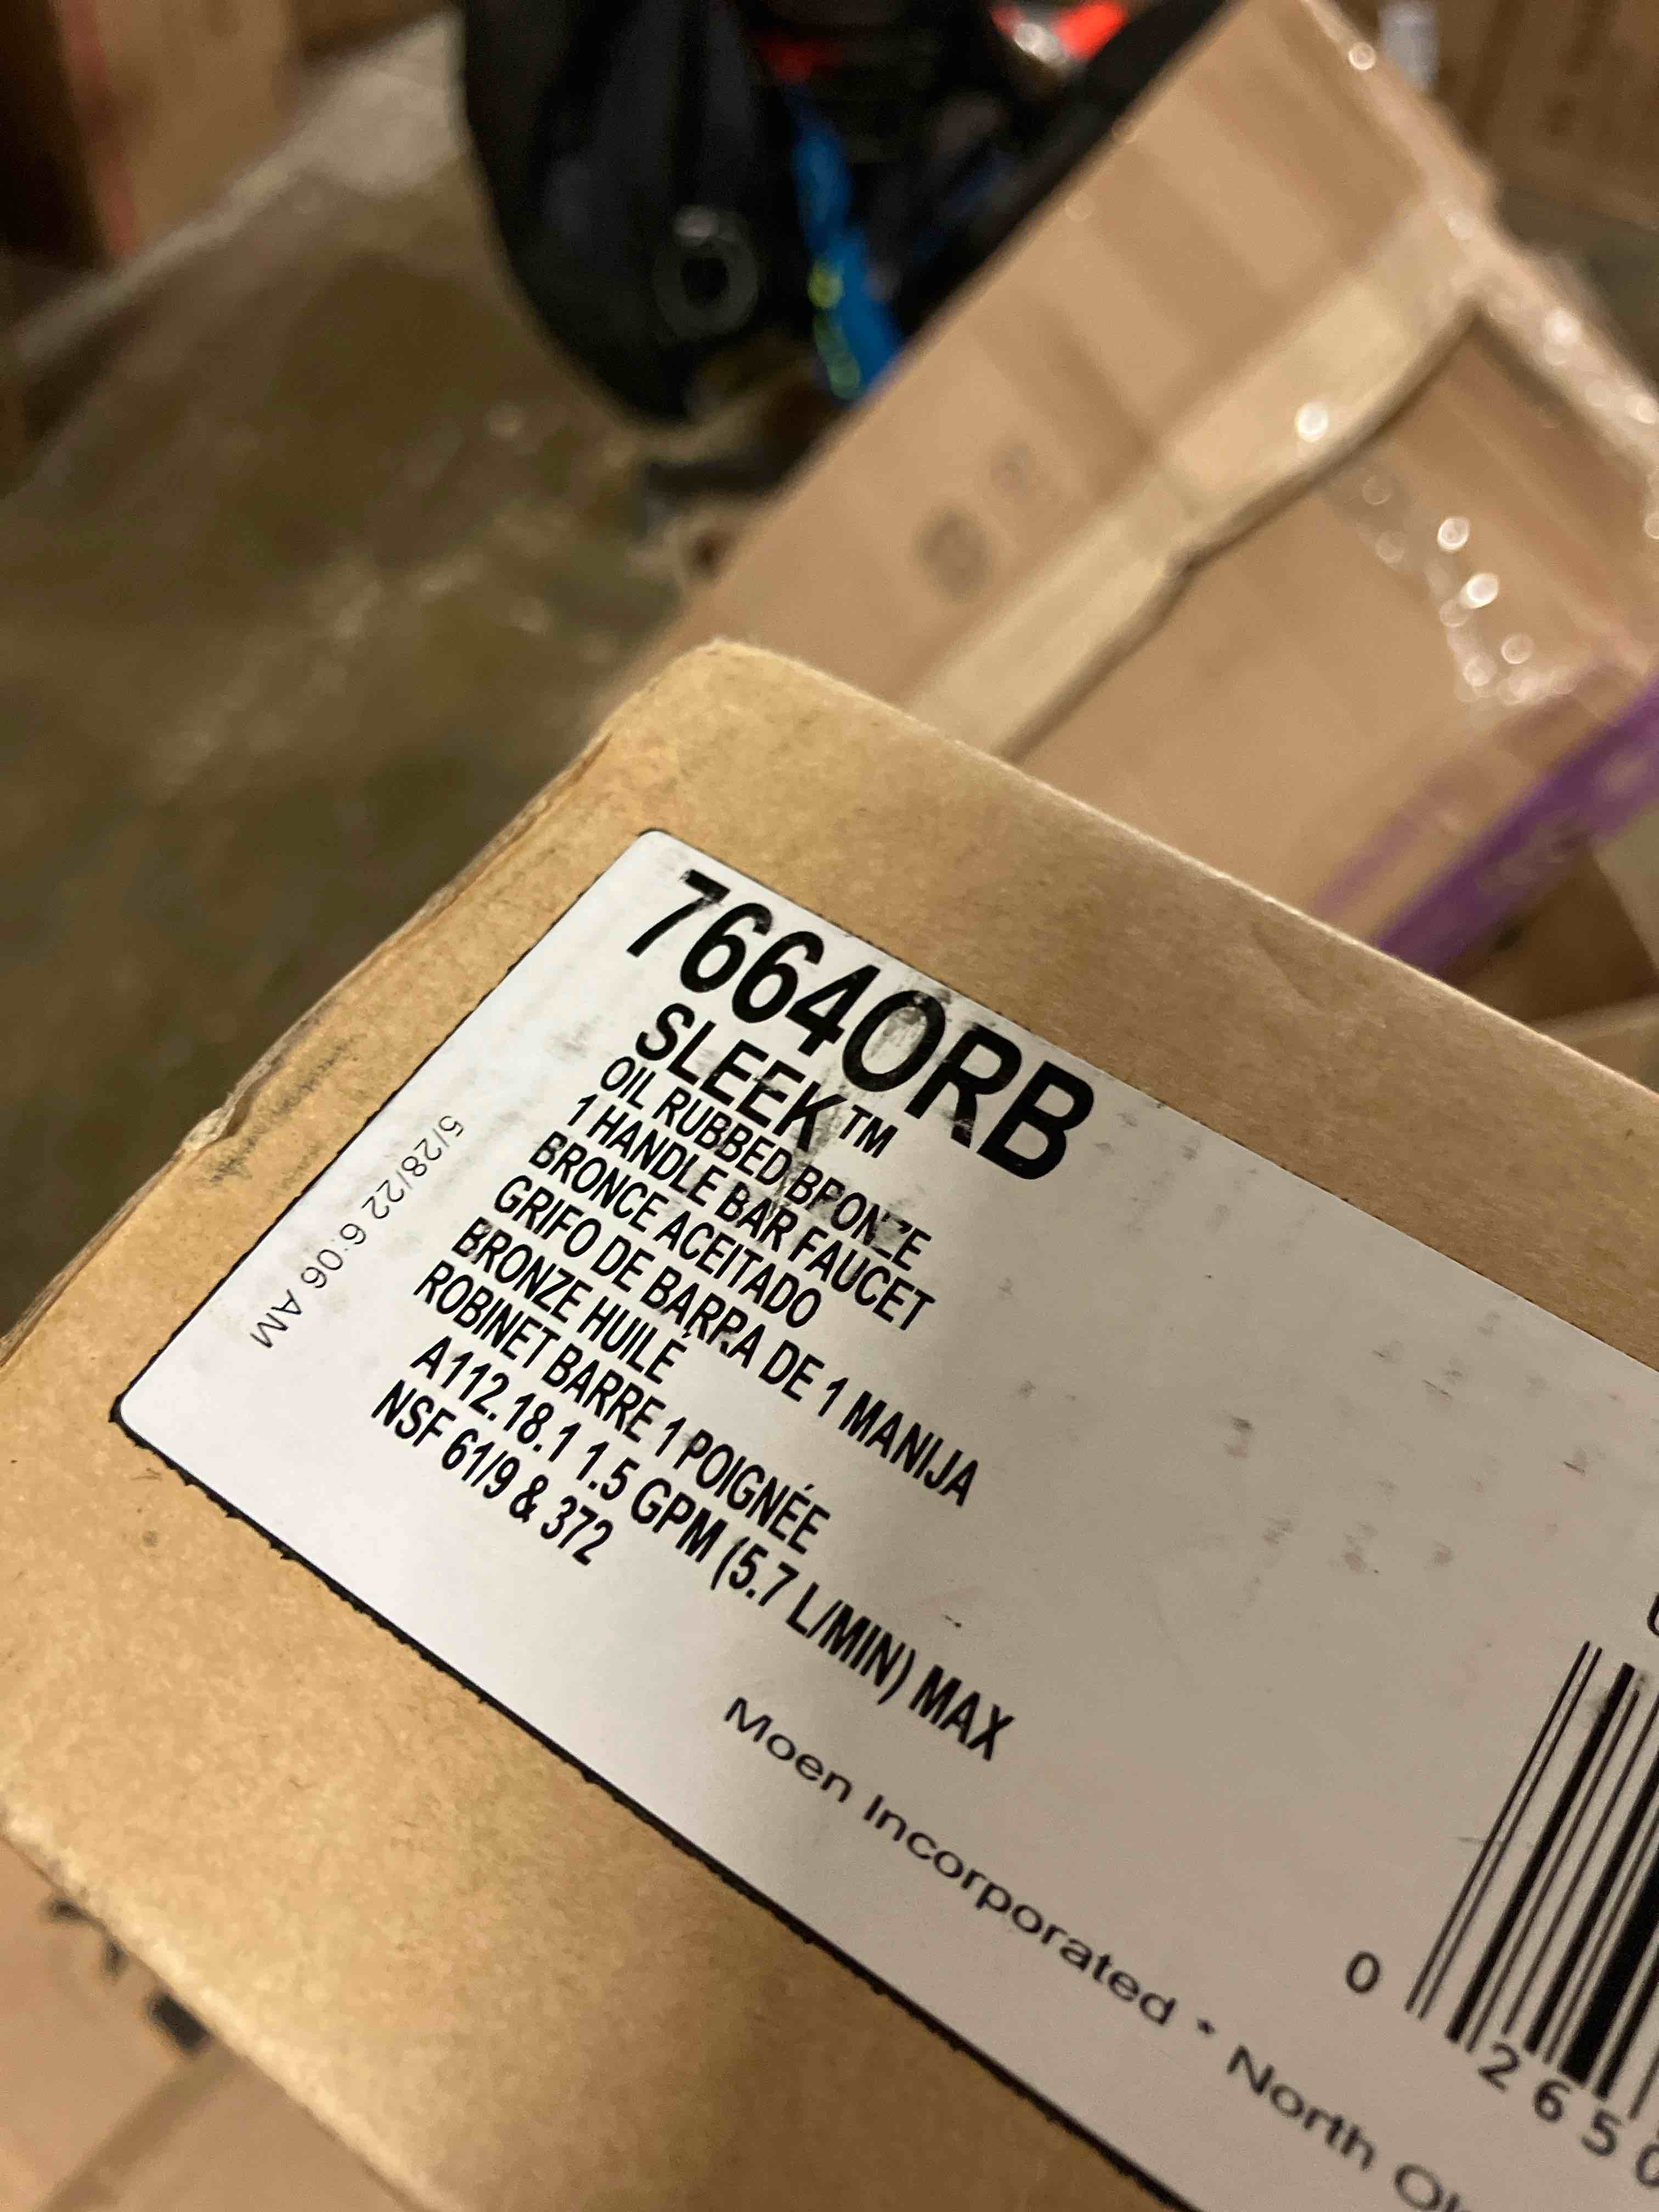 7664ORB
SLEEK™
OIL RUBBED BRONZE
1 HANDLE BAR FAUCET
BRONCE ACEITADO
GRIFO DE BARRA DE 1 MANIJA
BRONZE HUILÉ
ROBINET BARRE 1 POIGNÉE
A112.18.1 1.5 GPM (5.7 L/MIN) MAX
NSF 61/9 & 372
5/28/22 6:06 AM
Moen Incorporated * North
0 2650